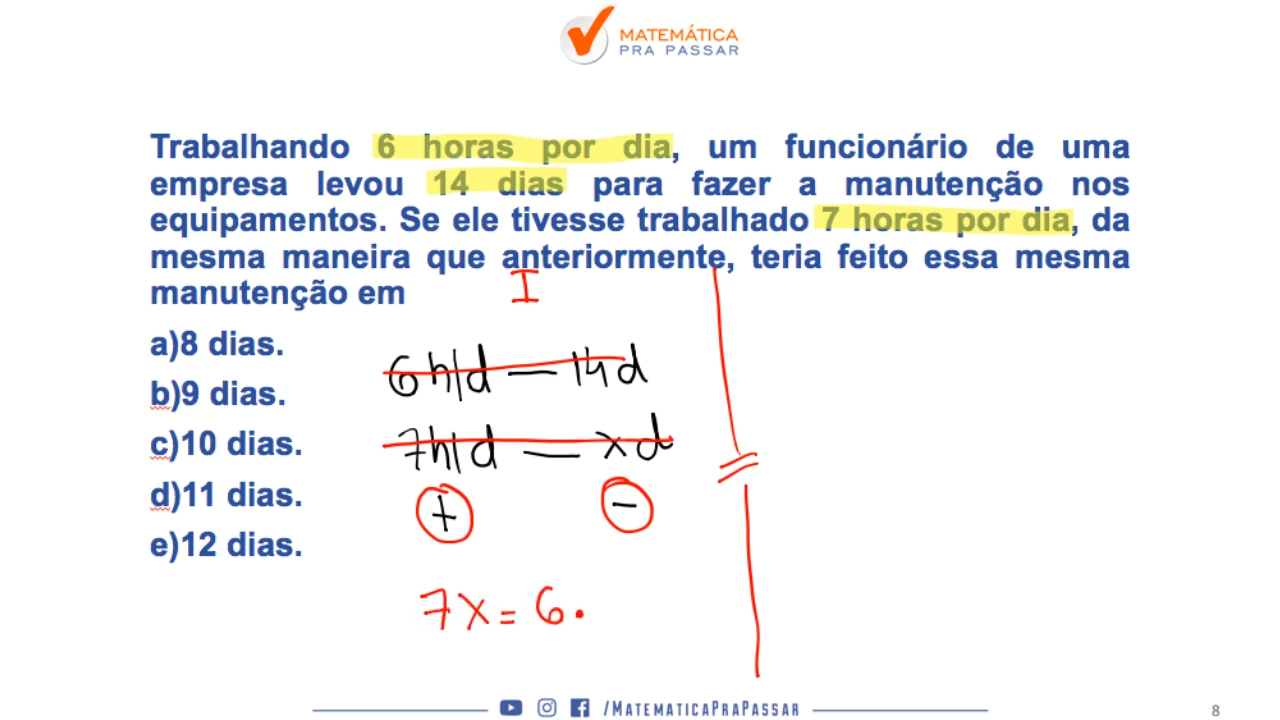 MATEMÁTICA
PRA PASSAR
Trabalhando 6 horas por dia, um funcionário de uma
empresa levou 14 dias para fazer a manutenção nos
equipamentos. Se ele tivesse trabalhado 7 horas por dia, da
mesma maneira que anteriormente, teria feito essa mesma
manutenção em
I
a)8 dias.
6h/d — 14d
b)9 dias.
c)10 dias.
7h/d — xd
d)11 dias.
+ −
e)12 dias.
7x = 6.
/MATEMATICAPRAPASSAR
8